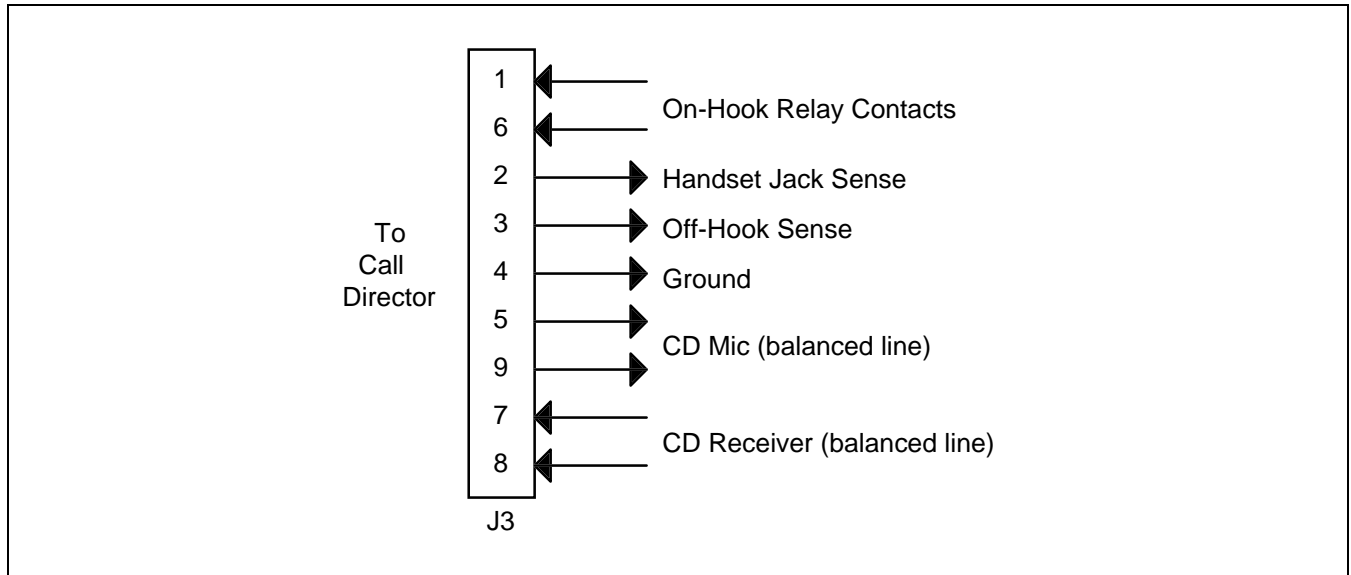 1
On-Hook Relay Contacts
6
2
Handset Jack Sense
3
Off-Hook Sense
To
Call
Director
4
Ground
5
CD Mic (balanced line)
9
7
CD Receiver (balanced line)
8
J3